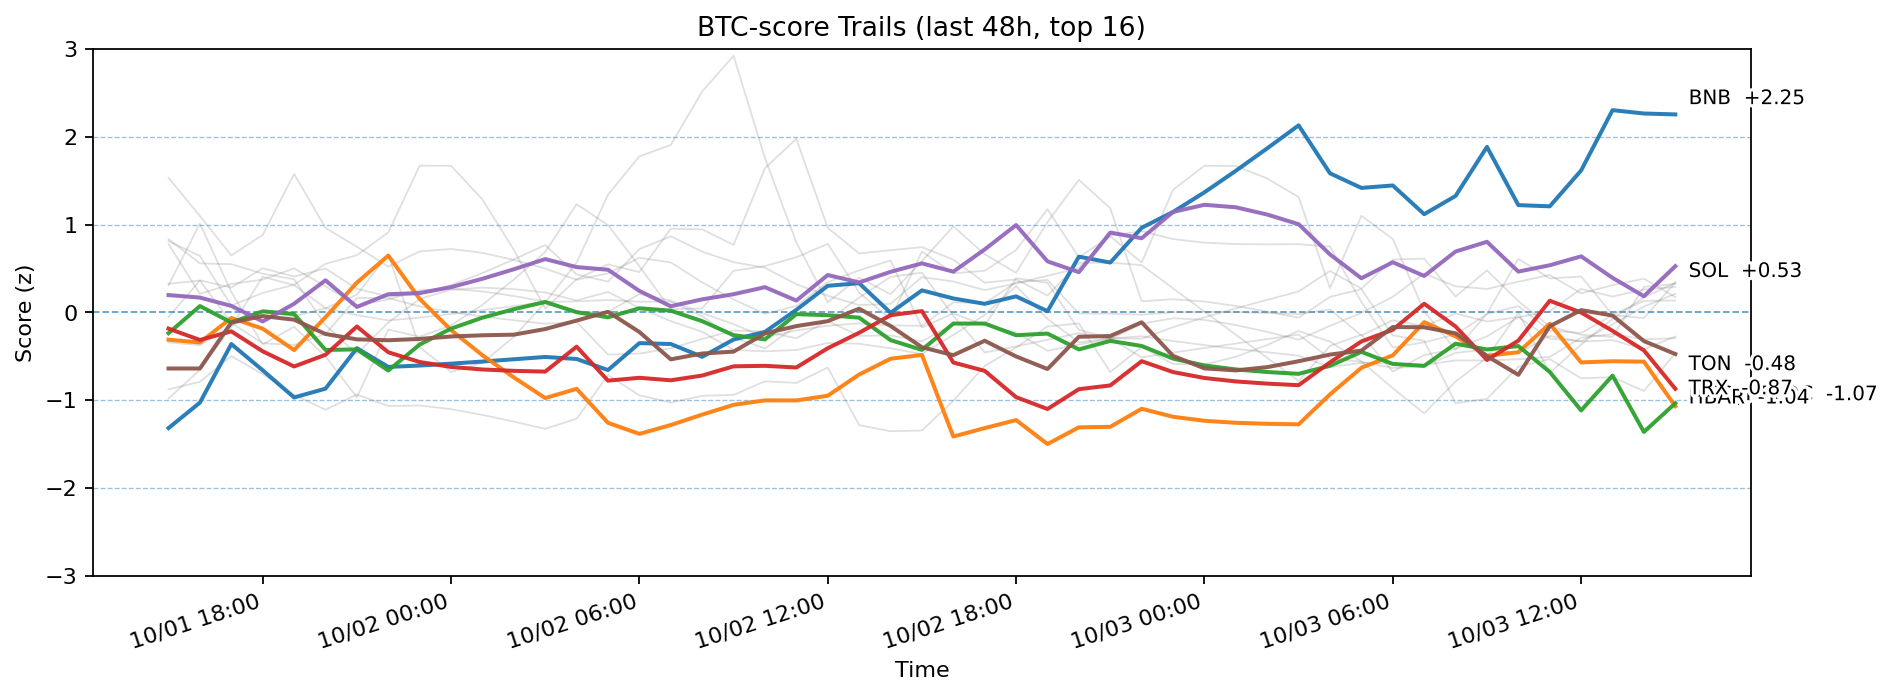 BTC-score Trails (last 48h, top 16)
Score (z)
3
2
1
0
−1
−2
−3
BNB +2.25
SOL +0.53
TON -0.48
TRX -0.87
HBAR -1.04
-1.07
10/01 18:00
10/02 00:00
10/02 06:00
10/02 12:00
10/02 18:00
10/03 00:00
10/03 06:00
10/03 12:00
Time